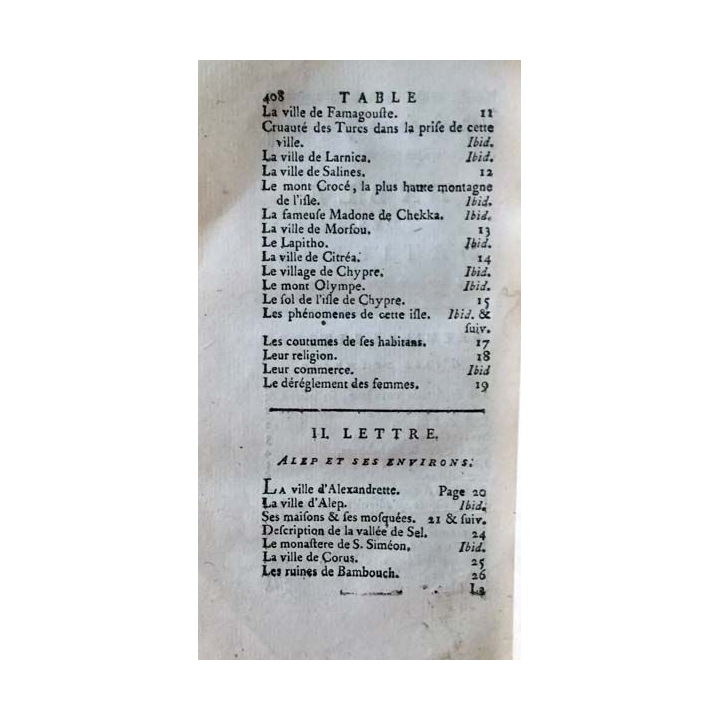 408 TABLE
La ville de Famagouſte. 11
Cruauté des Turcs dans la priſe de cette
ville. Ibid.
La ville de Larnica. Ibid.
La ville de Salines. 12
Le mont Crocé, la plus haute montagne
de l'iſle. Ibid.
La fameuſe Madone de Chekka. Ibid.
La ville de Morſou. 13
Le Lapitho. Ibid.
La ville de Citréa. 14
Le village de Chypre. Ibid.
Le mont Olympe. Ibid.
Le ſol de l'iſle de Chypre. 15
Les phénomenes de cette iſle. Ibid. &
ſuiv.
Les coutumes de ſes habitans. 17
Leur religion. 18
Leur commerce. Ibid
Le déréglement des femmes. 19
II. LETTRE.
ALEP ET SES ENVIRONS.
LA ville d'Alexandrette. Page 20
La ville d'Alep. Ibid.
Ses maiſons & ſes moſquées. 21 & ſuiv.
Deſcription de la vallée de Sel. 24
Le monaſtere de S. Siméon. Ibid.
La ville de Corus. 25
Les ruines de Bambouch. 26
La